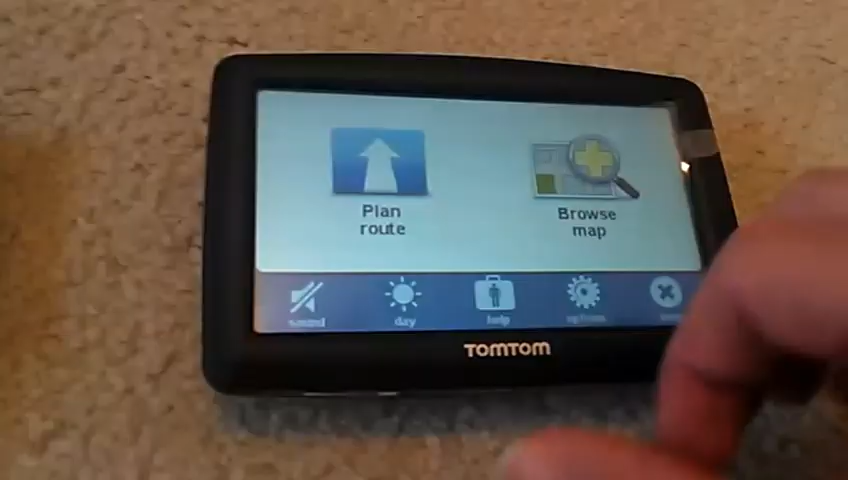 Plan
route
Browse
map
sound
day
help
options
TOMTOM